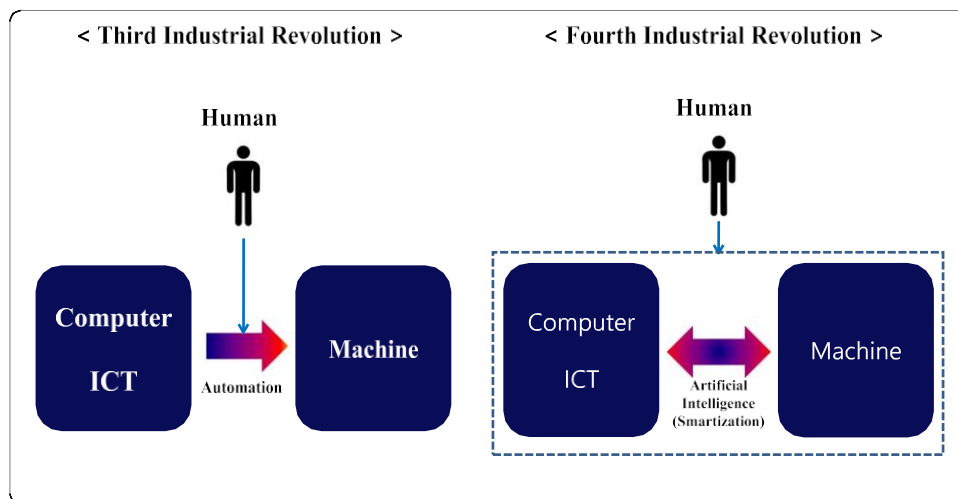 < Third Industrial Revolution >
Human
Computer
ICT
Automation
Machine
< Fourth Industrial Revolution >
Human
Computer
ICT
Artificial
Intelligence
(Smartization)
Machine